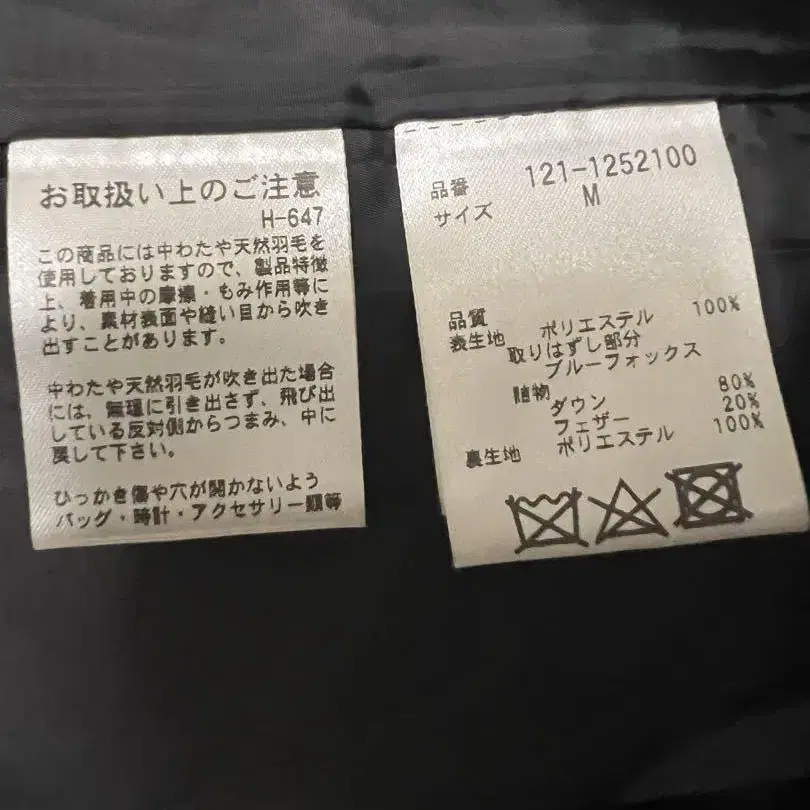 お取扱い上のご注意
H-647
この商品には中わたや天然羽毛を
使用しておりますので、製品特徴
上、着用中の摩擦・もみ作用等に
より、素材表面や縫い目から吹き
出すことがあります。
中わたや天然羽毛が吹き出た場合
には、無理に引き出さず、飛び出
している反対側からつまみ、中に
戻して下さい。
ひっかき傷や穴が開かないよう
バッグ・時計・アクセサリー類等
品番 121-1252100
サイズ M
品質
表生地 ポリエステル 100%
取りはずし部分
ブルーフォックス
詰物
ダウン 80%
フェザー 20%
裏生地 ポリエステル 100%